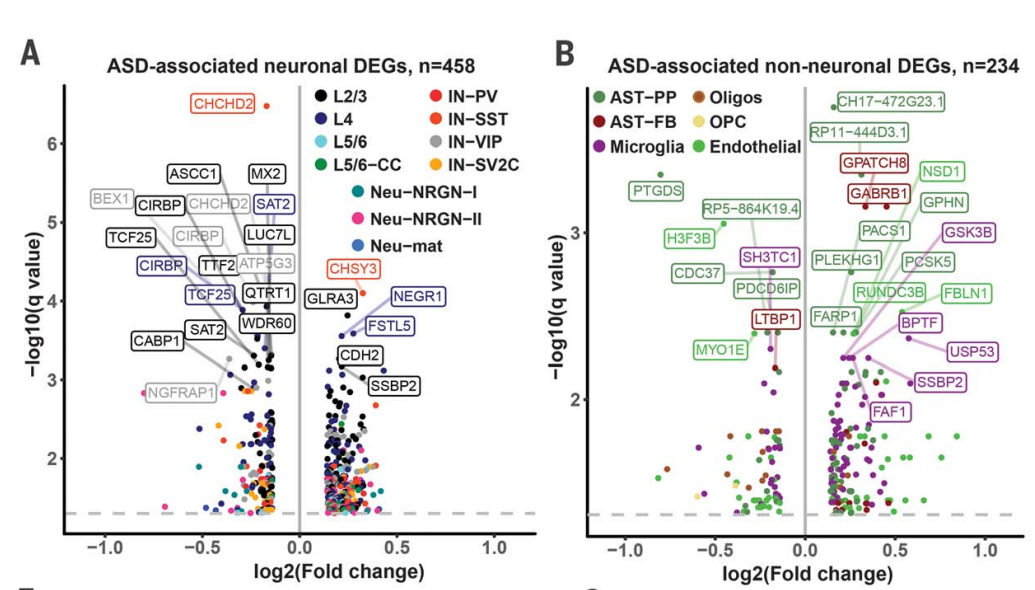 A
ASD-associated neuronal DEGs, n=458
CHCHD2
L2/3
L4
L5/6
L5/6-CC
IN-PV
IN-SST
IN-VIP
IN-SV2C
Neu-NRGN-I
Neu-NRGN-II
Neu-mat
ASCC1
MX2
BEX1
CIRBP
CHCHD2
SAT2
TCF25
CIRBP
LUC7L
CIRBP
TTF2
ATP5G3
CHSY3
TCF25
QTRT1
GLRA3
NEGR1
SAT2
WDR60
FSTL5
CABP1
CDH2
SSBP2
NGFRAP1
−log10(q value)
6
5
4
3
2
−1.0
−0.5
0.0
0.5
1.0
log2(Fold change)
B
ASD-associated non-neuronal DEGs, n=234
AST-PP
AST-FB
Microglia
Oligos
OPC
Endothelial
CH17-472G23.1
RP11-444D3.1
GPATCH8
NSD1
PTGDS
GABRB1
GPHN
RP5-864K19.4
H3F3B
PACS1
GSK3B
SH3TC1
PLEKHG1
PCSK5
CDC37
PDCD6IP
RUNDC3B
FBLN1
LTBP1
FARP1
BPTF
MYO1E
USP53
SSBP2
FAF1
−log10(q value)
3
2
−1.0
−0.5
0.0
0.5
1.0
log2(Fold change)